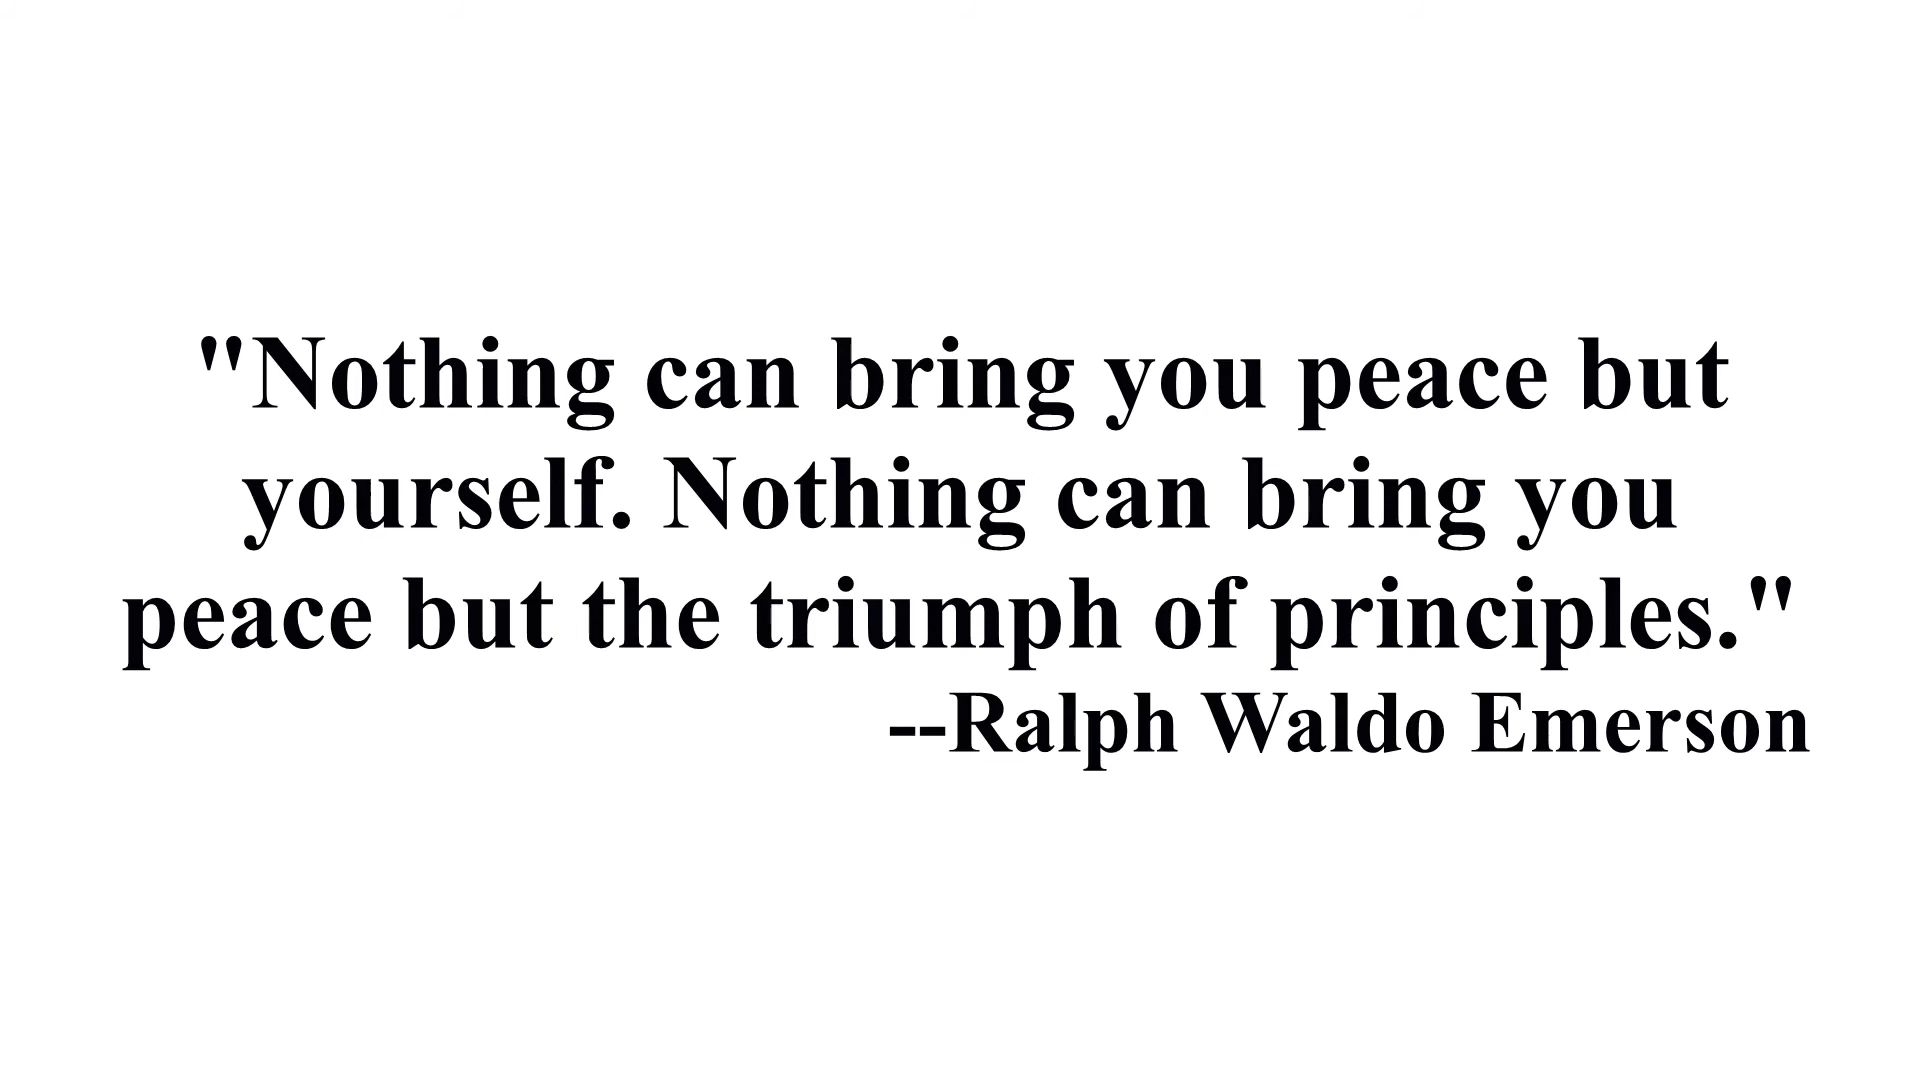 "Nothing can bring you peace but
yourself. Nothing can bring you
peace but the triumph of principles."
--Ralph Waldo Emerson